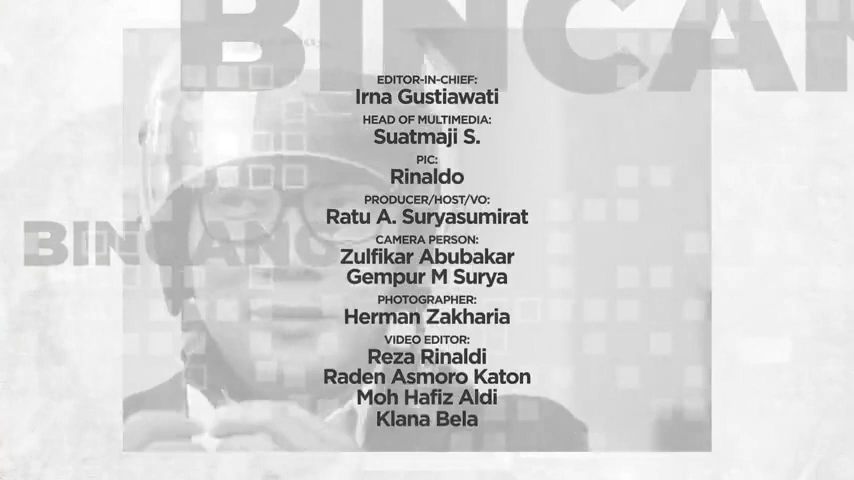 BINCAN
EDITOR-IN-CHIEF:
Irna Gustiawati
HEAD OF MULTIMEDIA:
Suatmaji S.
PIC:
Rinaldo
PRODUCER/HOST/VO:
Ratu A. Suryasumirat
BINCANG
CAMERA PERSON:
Zulfikar Abubakar
Gempur M Surya
PHOTOGRAPHER:
Herman Zakharia
VIDEO EDITOR:
Reza Rinaldi
Raden Asmoro Katon
Moh Hafiz Aldi
Klana Bela